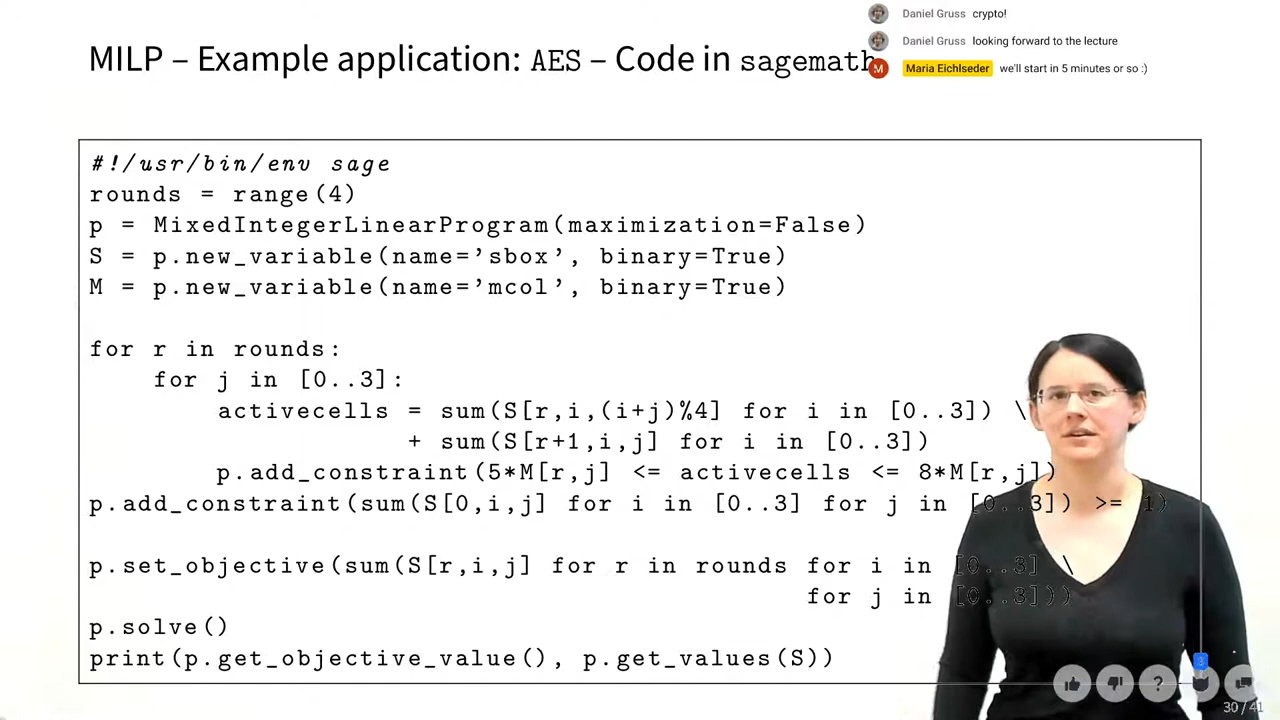 Daniel Gruss crypto!
Daniel Gruss looking forward to the lecture
M Maria Eichlseder we'll start in 5 minutes or so :)
MILP – Example application: AES – Code in sagemath
#!/usr/bin/env sage
rounds = range(4)
p = MixedIntegerLinearProgram(maximization=False)
S = p.new_variable(name='sbox', binary=True)
M = p.new_variable(name='mcol', binary=True)
for r in rounds:
for j in [0..3]:
activecells = sum(S[r,i,(i+j)%4] for i in [0..3]) \
+ sum(S[r+1,i,j] for i in [0..3])
p.add_constraint(5*M[r,j] <= activecells <= 8*M[r,j])
p.add_constraint(sum(S[0,i,j] for i in [0..3] for j in [0..3]) >= 1)
p.set_objective(sum(S[r,i,j] for r in rounds for i in [0..3] \
for j in [0..3]))
p.solve()
print(p.get_objective_value(), p.get_values(S))
3
?
30 / 41